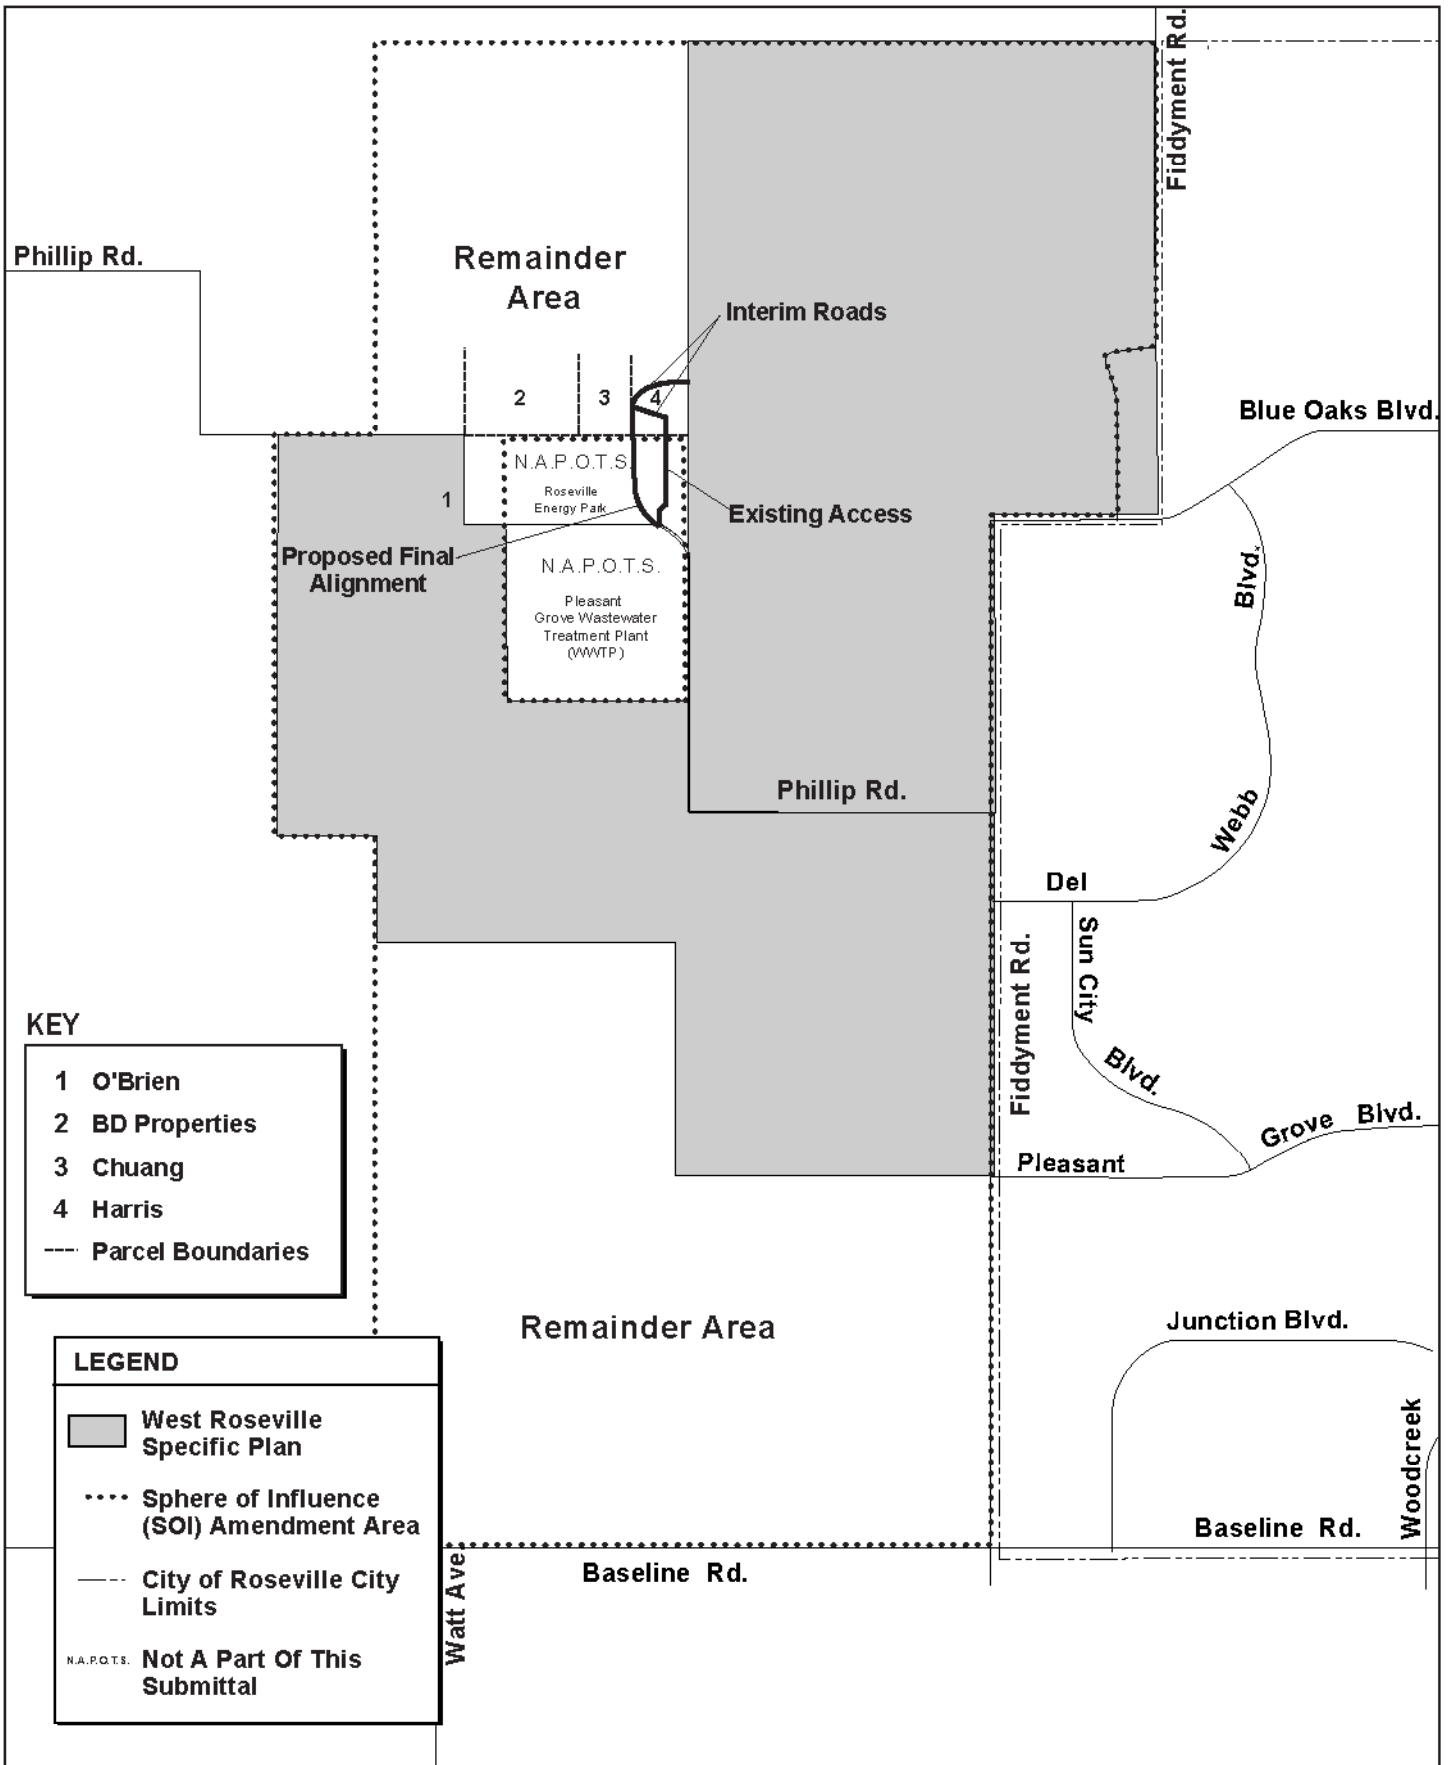 Fiddyment Rd.
Phillip Rd.
Remainder
Area
Interim Roads
2
3
4
Blue Oaks Blvd.
N.A.P.O.T.S.
1
Roseville
Energy Park
Existing Access
Proposed Final
Alignment
N.A.P.O.T.S.
Pleasant
Grove Wastewater
Treatment Plant
(WWTP)
Blvd.
Webb
Del
Phillip Rd.
Sun City
Blvd.
Fiddyment Rd.
Pleasant
Grove Blvd.
KEY
1 O'Brien
2 BD Properties
3 Chuang
4 Harris
Parcel Boundaries
Remainder Area
Junction Blvd.
Woodcreek
Baseline Rd.
Baseline Rd.
Watt Ave
LEGEND
West Roseville
Specific Plan
Sphere of Influence
(SOI) Amendment Area
City of Roseville City
Limits
N.A.P.O.T.S. Not A Part Of This
Submittal